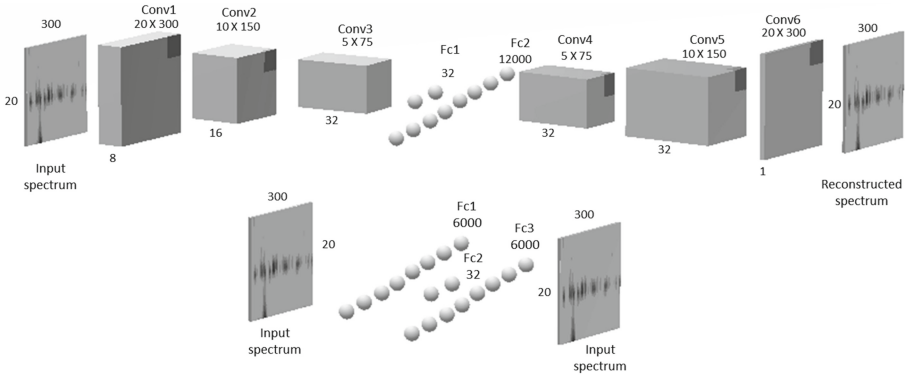 300
20
Input
spectrum
Conv1
20 X 300
8
Conv2
10 X 150
16
Conv3
5 X 75
32
Fc1
32
Fc2
12000
Conv4
5 X 75
32
Conv5
10 X 150
32
Conv6
20 X 300
1
300
20
Reconstructed
spectrum
300
20
Input
spectrum
Fc1
6000
Fc2
32
Fc3
6000
300
20
Input
spectrum